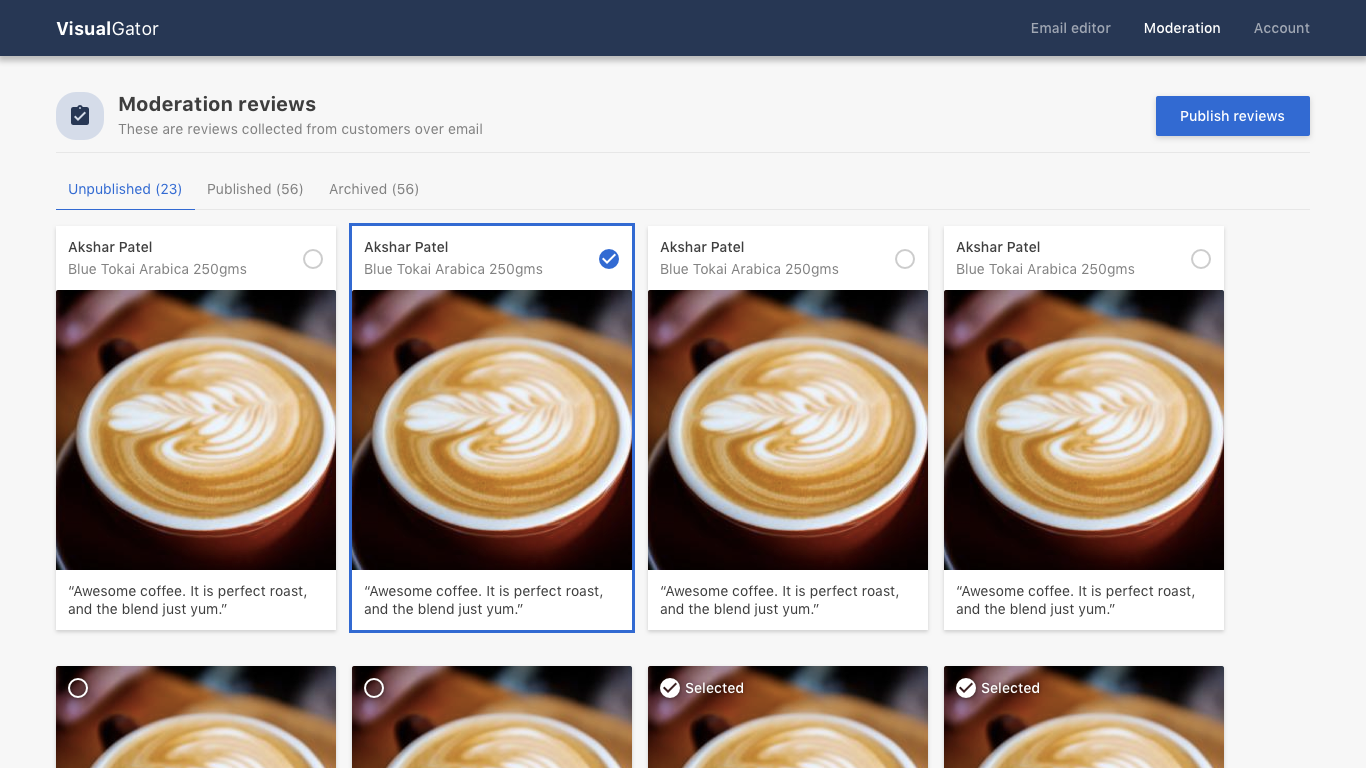 VisualGator
Email editor
Moderation
Account
Moderation reviews
These are reviews collected from customers over email
Publish reviews
Unpublished (23)
Published (56)
Archived (56)
Akshar Patel
Blue Tokai Arabica 250gms
“Awesome coffee. It is perfect roast,
and the blend just yum.”
Akshar Patel
Blue Tokai Arabica 250gms
“Awesome coffee. It is perfect roast,
and the blend just yum.”
Akshar Patel
Blue Tokai Arabica 250gms
“Awesome coffee. It is perfect roast,
and the blend just yum.”
Akshar Patel
Blue Tokai Arabica 250gms
“Awesome coffee. It is perfect roast,
and the blend just yum.”
Selected
Selected